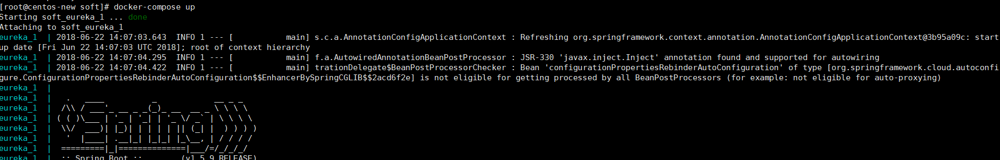 [root@centos-new soft]# docker-compose up
Starting soft_eureka_1 ... done
Attaching to soft_eureka_1
eureka_1  | 2018-06-22 14:07:03.643  INFO 1 --- [           main] s.c.a.AnnotationConfigApplicationContext : Refreshing org.springframework.context.annotation.AnnotationConfigApplicationContext@3b95a09c: start
up date [Fri Jun 22 14:07:03 UTC 2018]; root of context hierarchy
eureka_1  | 2018-06-22 14:07:04.295  INFO 1 --- [           main] f.a.AutowiredAnnotationBeanPostProcessor : JSR-330 'javax.inject.Inject' annotation found and supported for autowiring
eureka_1  | 2018-06-22 14:07:04.422  INFO 1 --- [           main] trationDelegate$BeanPostProcessorChecker : Bean 'configurationPropertiesRebinderAutoConfiguration' of type [org.springframework.cloud.autoconfi
gure.ConfigurationPropertiesRebinderAutoConfiguration$$EnhancerBySpringCGLIB$$2acd6f2e] is not eligible for getting processed by all BeanPostProcessors (for example: not eligible for auto-proxying)
eureka_1  |
eureka_1  |   .   ____          _            __ _ _
eureka_1  |  /\\ / ___'_ __ _ _(_)_ __  __ _ \ \ \ \
eureka_1  | ( ( )\___ | '_ | '_| | '_ \/ _` | \ \ \ \
eureka_1  |  \\/  ___)| |_)| | | | | || (_| |  ) ) ) )
eureka_1  |   '  |____| .__|_| |_|_| |_\__, | / / / /
eureka_1  |  =========|_|==============|___/=/_/_/_/
eureka_1  |  :: Spring Boot ::        (v1.5.9.RELEASE)